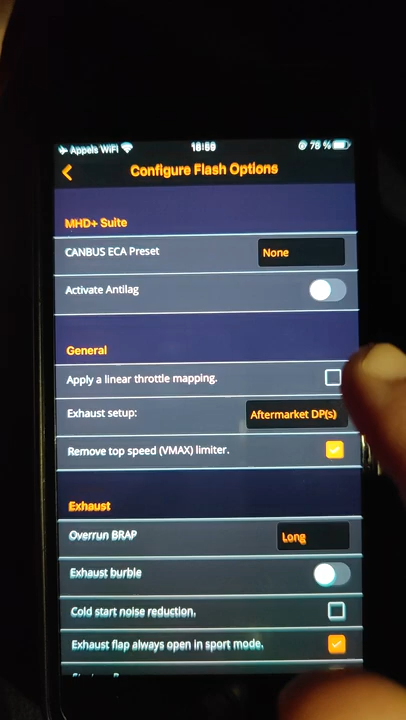 Appels WiFi 18:59 76 %
Configure Flash Options
MHD+ Suite
CANBUS ECA Preset None
Activate Antilag
General
Apply a linear throttle mapping.
Exhaust setup: Aftermarket DP(s)
Remove top speed (VMAX) limiter.
Exhaust
Overrun BRAP Long
Exhaust burble
Cold start noise reduction.
Exhaust flap always open in sport mode.